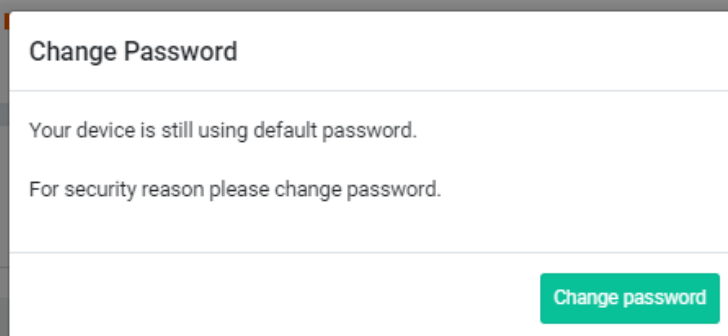 Change Password
Your device is still using default password.
For security reason please change password.
Change password